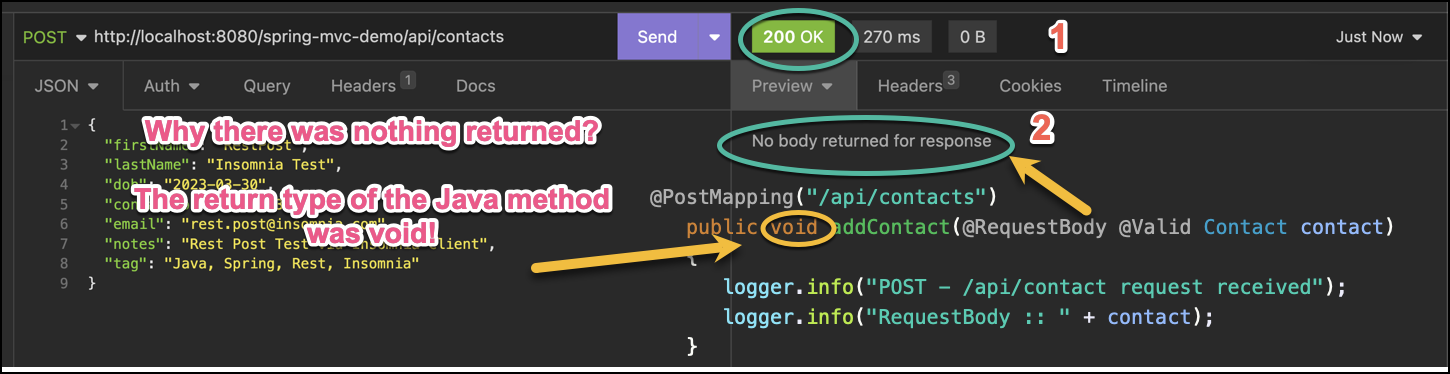 POST http://localhost:8080/spring-mvc-demo/api/contacts Send 200 OK 270 ms 0 B 1 Just Now
JSON Auth Query Headers 1 Docs Preview Headers 3 Cookies Timeline
1 {
Why there was nothing returned?
2 "firstName": "RestPost",
3 "lastName": "Insomnia Test",
4 "dob": "2023-03-30",
The return type of the Java method
5 "con
6 "email": "rest.post@insomnia.com",
was void!
7 "notes": "Rest Post Test Insomnia Client",
8 "tag": "Java, Spring, Rest, Insomnia"
9 }
2
No body returned for response
@PostMapping("/api/contacts")
public void addContact(@RequestBody @Valid Contact contact)
{
logger.info("POST - /api/contact request received");
logger.info("RequestBody :: " + contact);
}